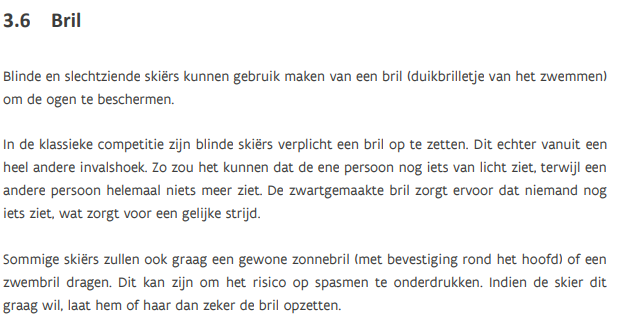 3.6 Bril
Blinde en slechtziende skiërs kunnen gebruik maken van een bril (duikbrilletje van het zwemmen)
om de ogen te beschermen.
In de klassieke competitie zijn blinde skiërs verplicht een bril op te zetten. Dit echter vanuit een
heel andere invalshoek. Zo zou het kunnen dat de ene persoon nog iets van licht ziet, terwijl een
andere persoon helemaal niets meer ziet. De zwartgemaakte bril zorgt ervoor dat niemand nog
iets ziet, wat zorgt voor een gelijke strijd.
Sommige skiërs zullen ook graag een gewone zonnebril (met bevestiging rond het hoofd) of een
zwembril dragen. Dit kan zijn om het risico op spasmen te onderdrukken. Indien de skier dit
graag wil, laat hem of haar dan zeker de bril opzetten.